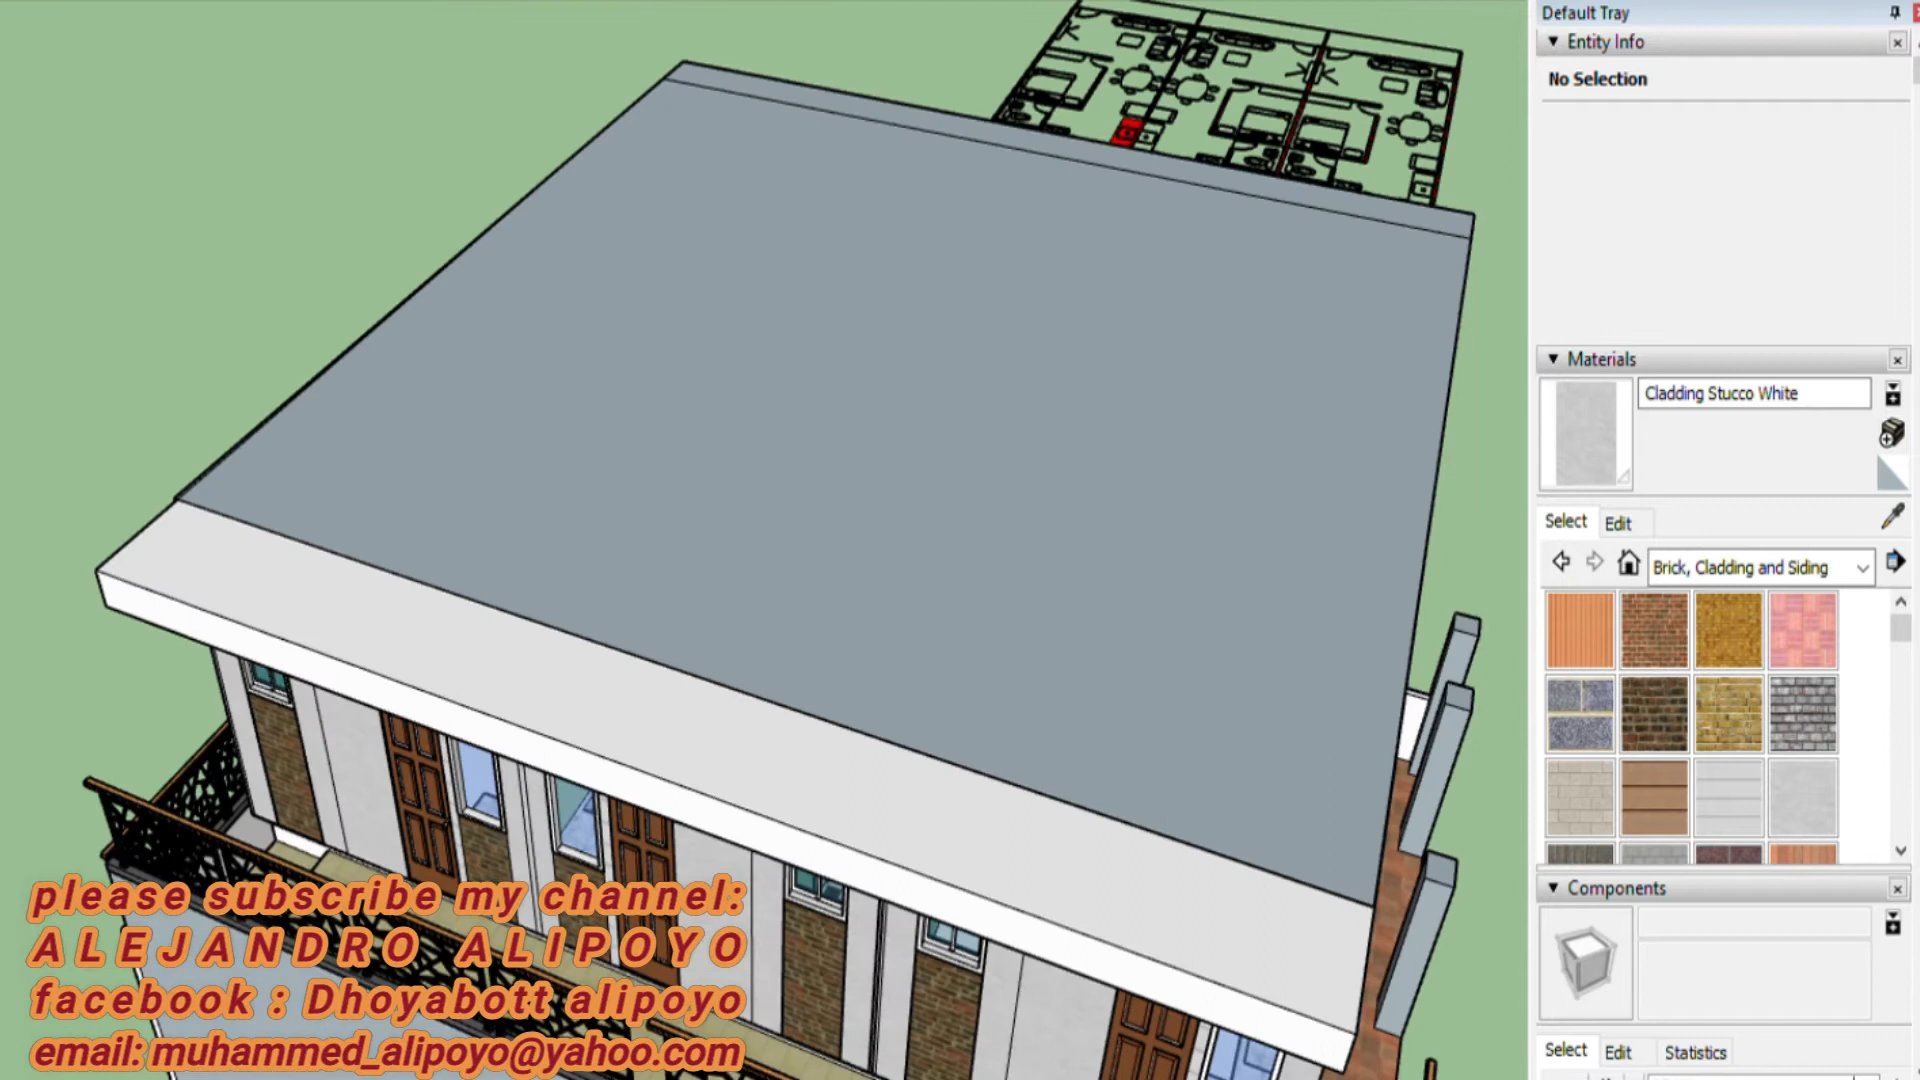 Default Tray
Entity Info
No Selection
Materials
Cladding Stucco White
Select Edit
Brick, Cladding and Siding
Components
Select Edit Statistics
please subscribe my channel:
ALEJANDRO ALIPOYO
facebook : Dhoyabott alipoyo
email: muhammed_alipoyo@yahoo.com